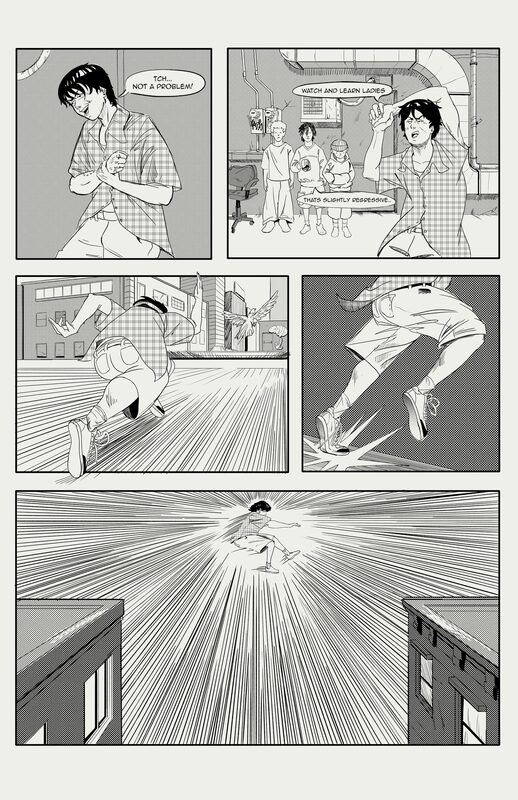 TCH...
NOT A PROBLEM!
WATCH AND LEARN LADIES
THATS SLIGHTLY REGRESSIVE..